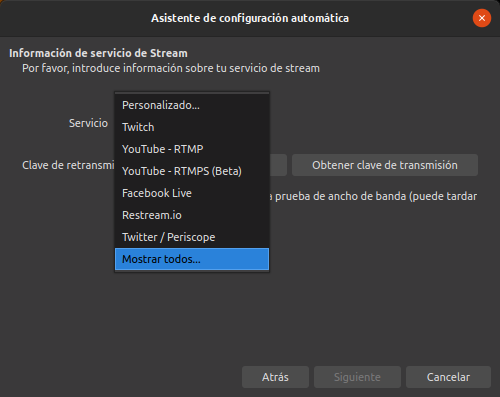 Asistente de configuración automática
Información de servicio de Stream
Por favor, introduce información sobre tu servicio de stream
Servicio
Personalizado...
Twitch
YouTube - RTMP
YouTube - RTMPS (Beta)
Facebook Live
Restream.io
Twitter / Periscope
Mostrar todos...
Clave de retransmi
Obtener clave de transmisión
a prueba de ancho de banda (puede tardar
Atrás
Siguiente
Cancelar